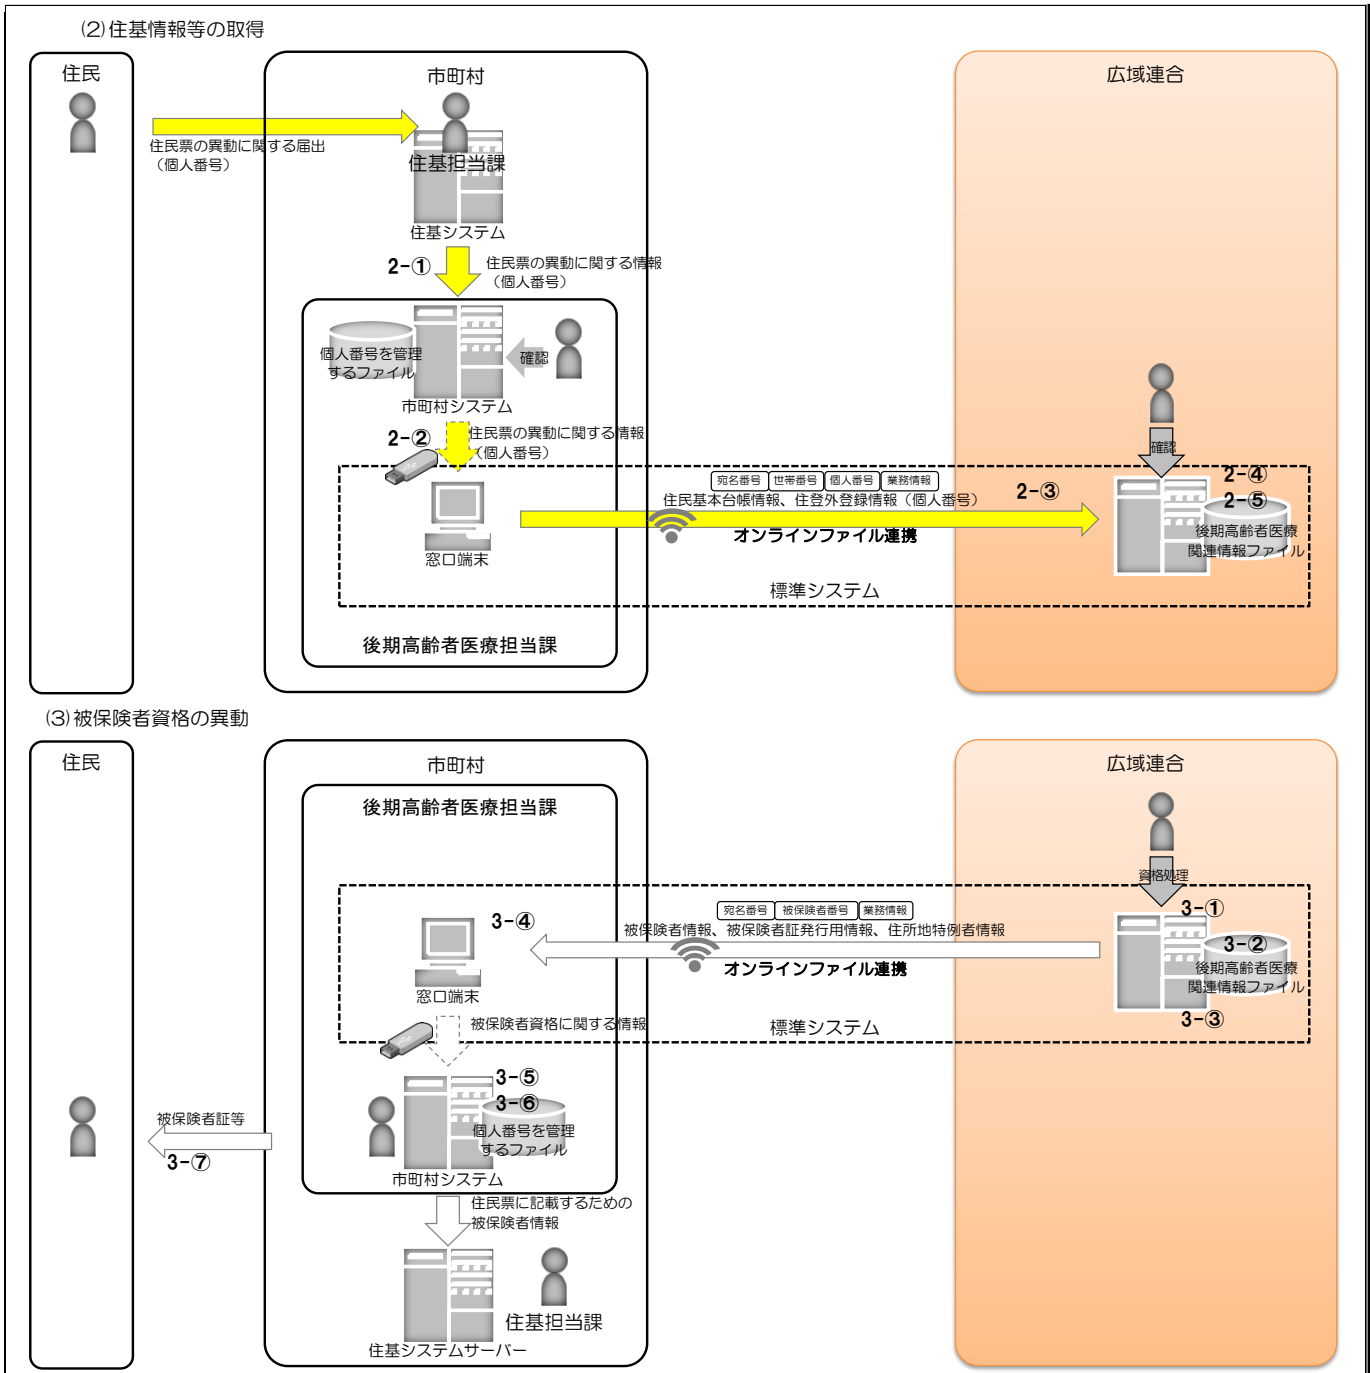 (2)住基情報等の取得
住民
市町村
広域連合
住民票の異動に関する届出
(個人番号)
住基担当課
住基システム
2-①
住民票の異動に関する情報
(個人番号)
個人番号を管理
するファイル
確認
市町村システム
2-②
住民票の異動に関する情報
(個人番号)
確認
宛名番号 世帯番号 個人番号 業務情報
住民基本台帳情報、住登外登録情報(個人番号)
2-③
2-④
2-⑤
オンラインファイル連携
後期高齢者医療
関連情報ファイル
窓口端末
標準システム
後期高齢者医療担当課
(3)被保険者資格の異動
住民
市町村
広域連合
後期高齢者医療担当課
資格処理
宛名番号 被保険者番号 業務情報
3-①
3-④
被保険者情報、被保険者証発行用情報、住所地特例者情報
3-②
オンラインファイル連携
後期高齢者医療
関連情報ファイル
窓口端末
3-③
被保険者資格に関する情報
標準システム
3-⑤
3-⑥
個人番号を管理
するファイル
市町村システム
被保険者証等
3-⑦
住民票に記載するための
被保険者情報
住基担当課
住基システムサーバー